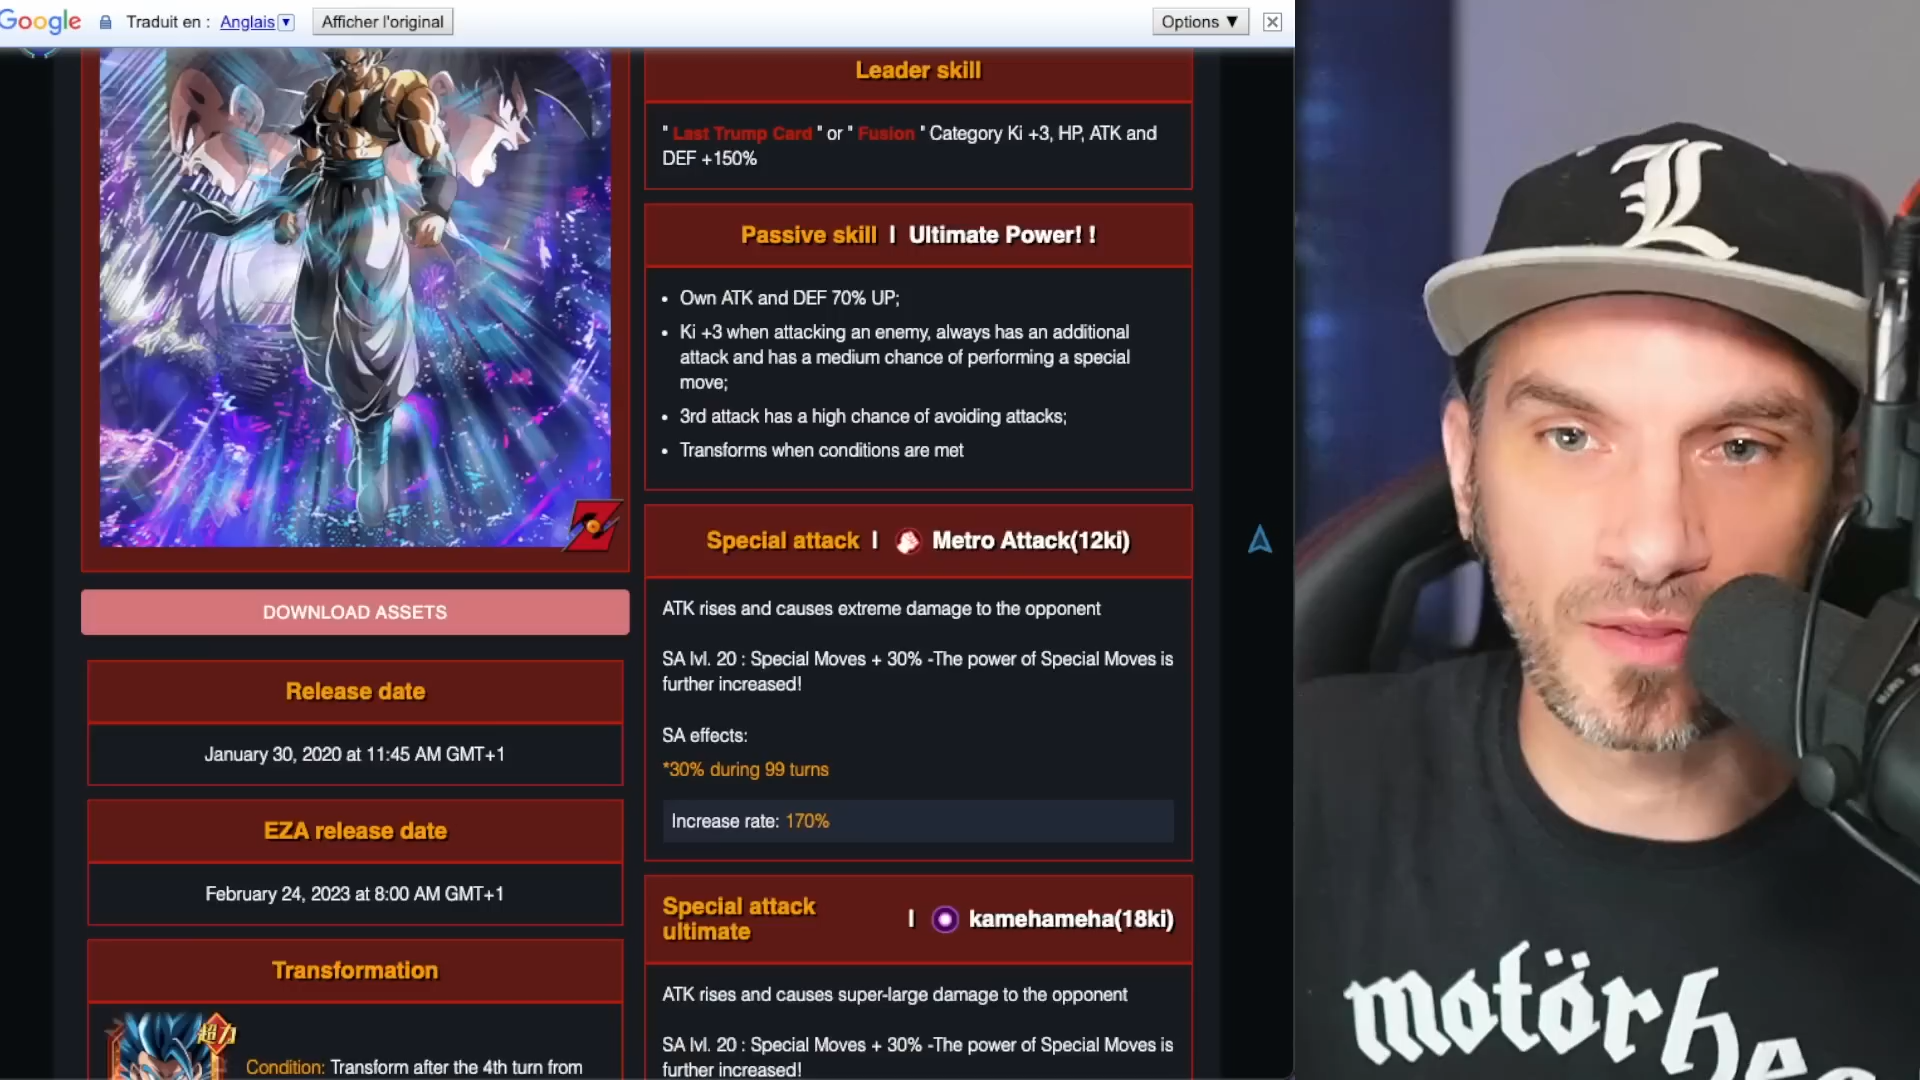 Google Traduit en : Anglais ▼ Afficher l'original Options ▼
Leader skill
" Last Trump Card " or " Fusion " Category Ki +3, HP, ATK and
DEF +150%
Passive skill | Ultimate Power! !
• Own ATK and DEF 70% UP;
• Ki +3 when attacking an enemy, always has an additional
attack and has a medium chance of performing a special
move;
• 3rd attack has a high chance of avoiding attacks;
• Transforms when conditions are met
Special attack | Metro Attack(12ki)
ATK rises and causes extreme damage to the opponent
SA lvl. 20 : Special Moves + 30% -The power of Special Moves is
further increased!
SA effects:
*30% during 99 turns
Increase rate: 170%
Special attack
ultimate | kamehameha(18ki)
ATK rises and causes super-large damage to the opponent
SA lvl. 20 : Special Moves + 30% -The power of Special Moves is
further increased!
Z
DOWNLOAD ASSETS
Release date
January 30, 2020 at 11:45 AM GMT+1
EZA release date
February 24, 2023 at 8:00 AM GMT+1
Transformation
超力
Condition: Transform after the 4th turn from
L
motörhea